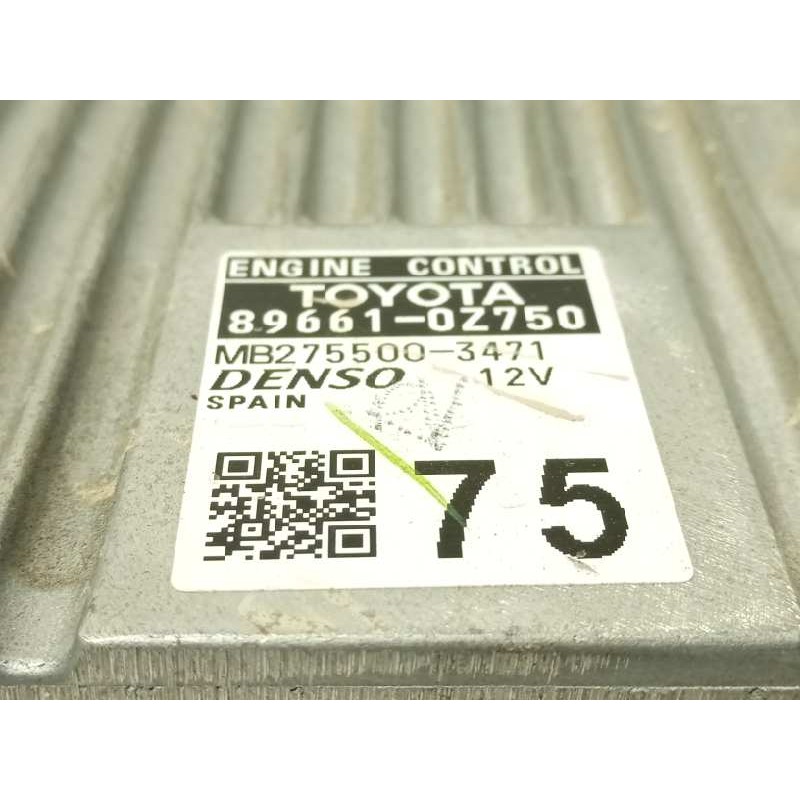 ENGINE CONTROL
TOYOTA
89661-0Z750
MB275500-3471
DENSO 12V
SPAIN
75